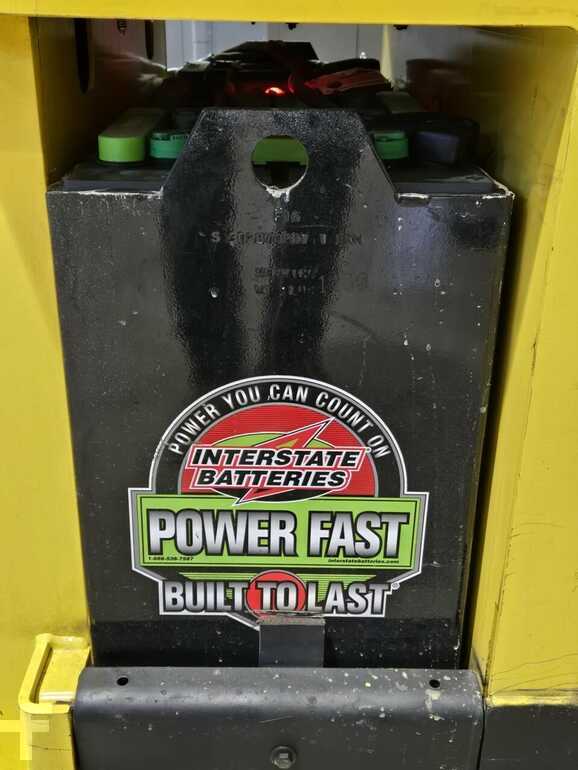 POWER YOU CAN COUNT ON
INTERSTATE
BATTERIES
POWER FAST
interstatebatteries.com
BUILT TO LAST®